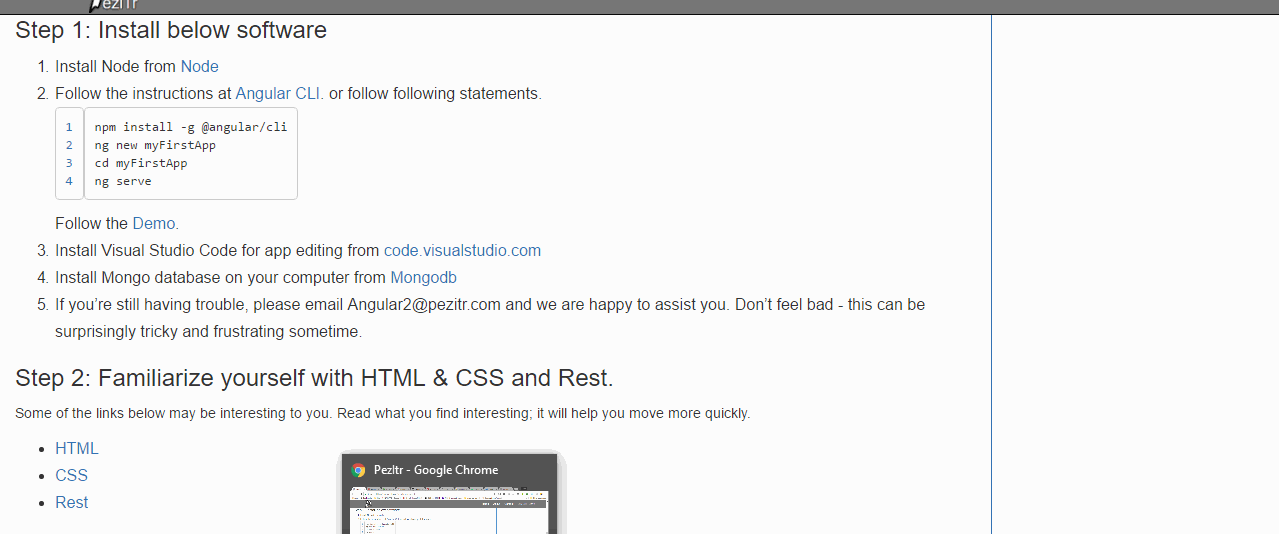 Step 1: Install below software
1. Install Node from Node
2. Follow the instructions at Angular CLI. or follow following statements.
1 npm install -g @angular/cli
2 ng new myFirstApp
3 cd myFirstApp
4 ng serve
Follow the Demo.
3. Install Visual Studio Code for app editing from code.visualstudio.com
4. Install Mongo database on your computer from Mongodb
5. If you’re still having trouble, please email Angular2@pezitr.com and we are happy to assist you. Don’t feel bad - this can be
surprisingly tricky and frustrating sometime.
Step 2: Familiarize yourself with HTML & CSS and Rest.
Some of the links below may be interesting to you. Read what you find interesting; it will help you move more quickly.
• HTML
• CSS
• Rest
PezItr - Google Chrome